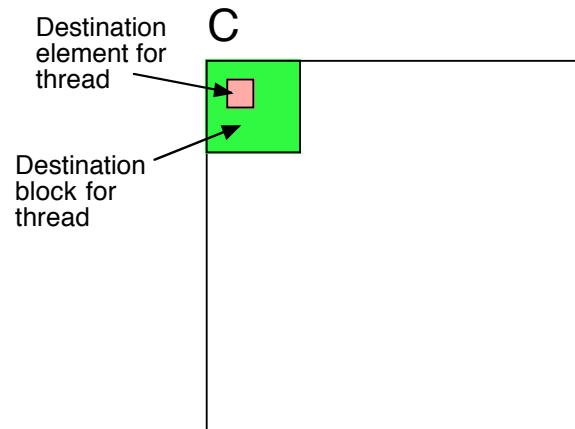 C
Destination
element for
thread
Destination
block for
thread